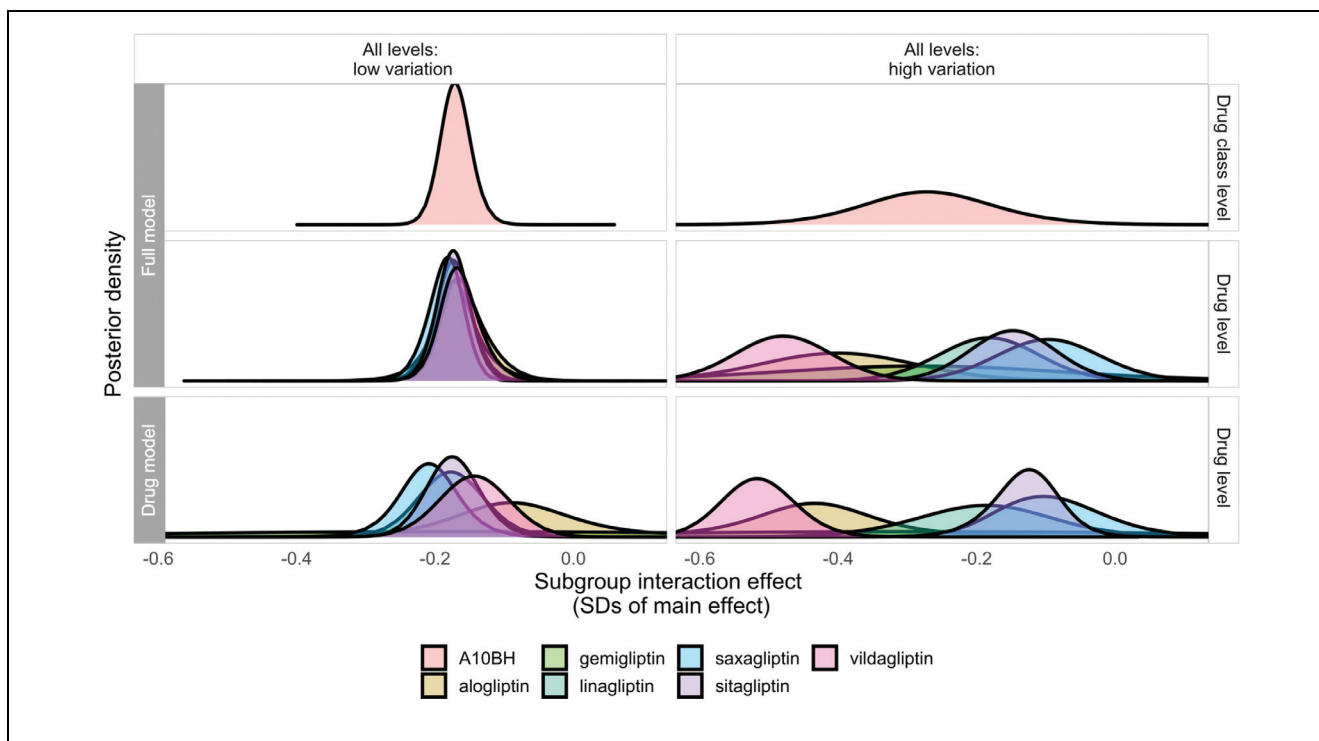 All levels:
low variation
All levels:
high variation
Posterior density
Full model
Drug model
Drug class level
Drug level
Drug level
-0.6 -0.4 -0.2 0.0 -0.6 -0.4 -0.2 0.0
Subgroup interaction effect
(SDs of main effect)
A10BH gemigliptin saxagliptin vildagliptin
alogliptin linagliptin sitagliptin